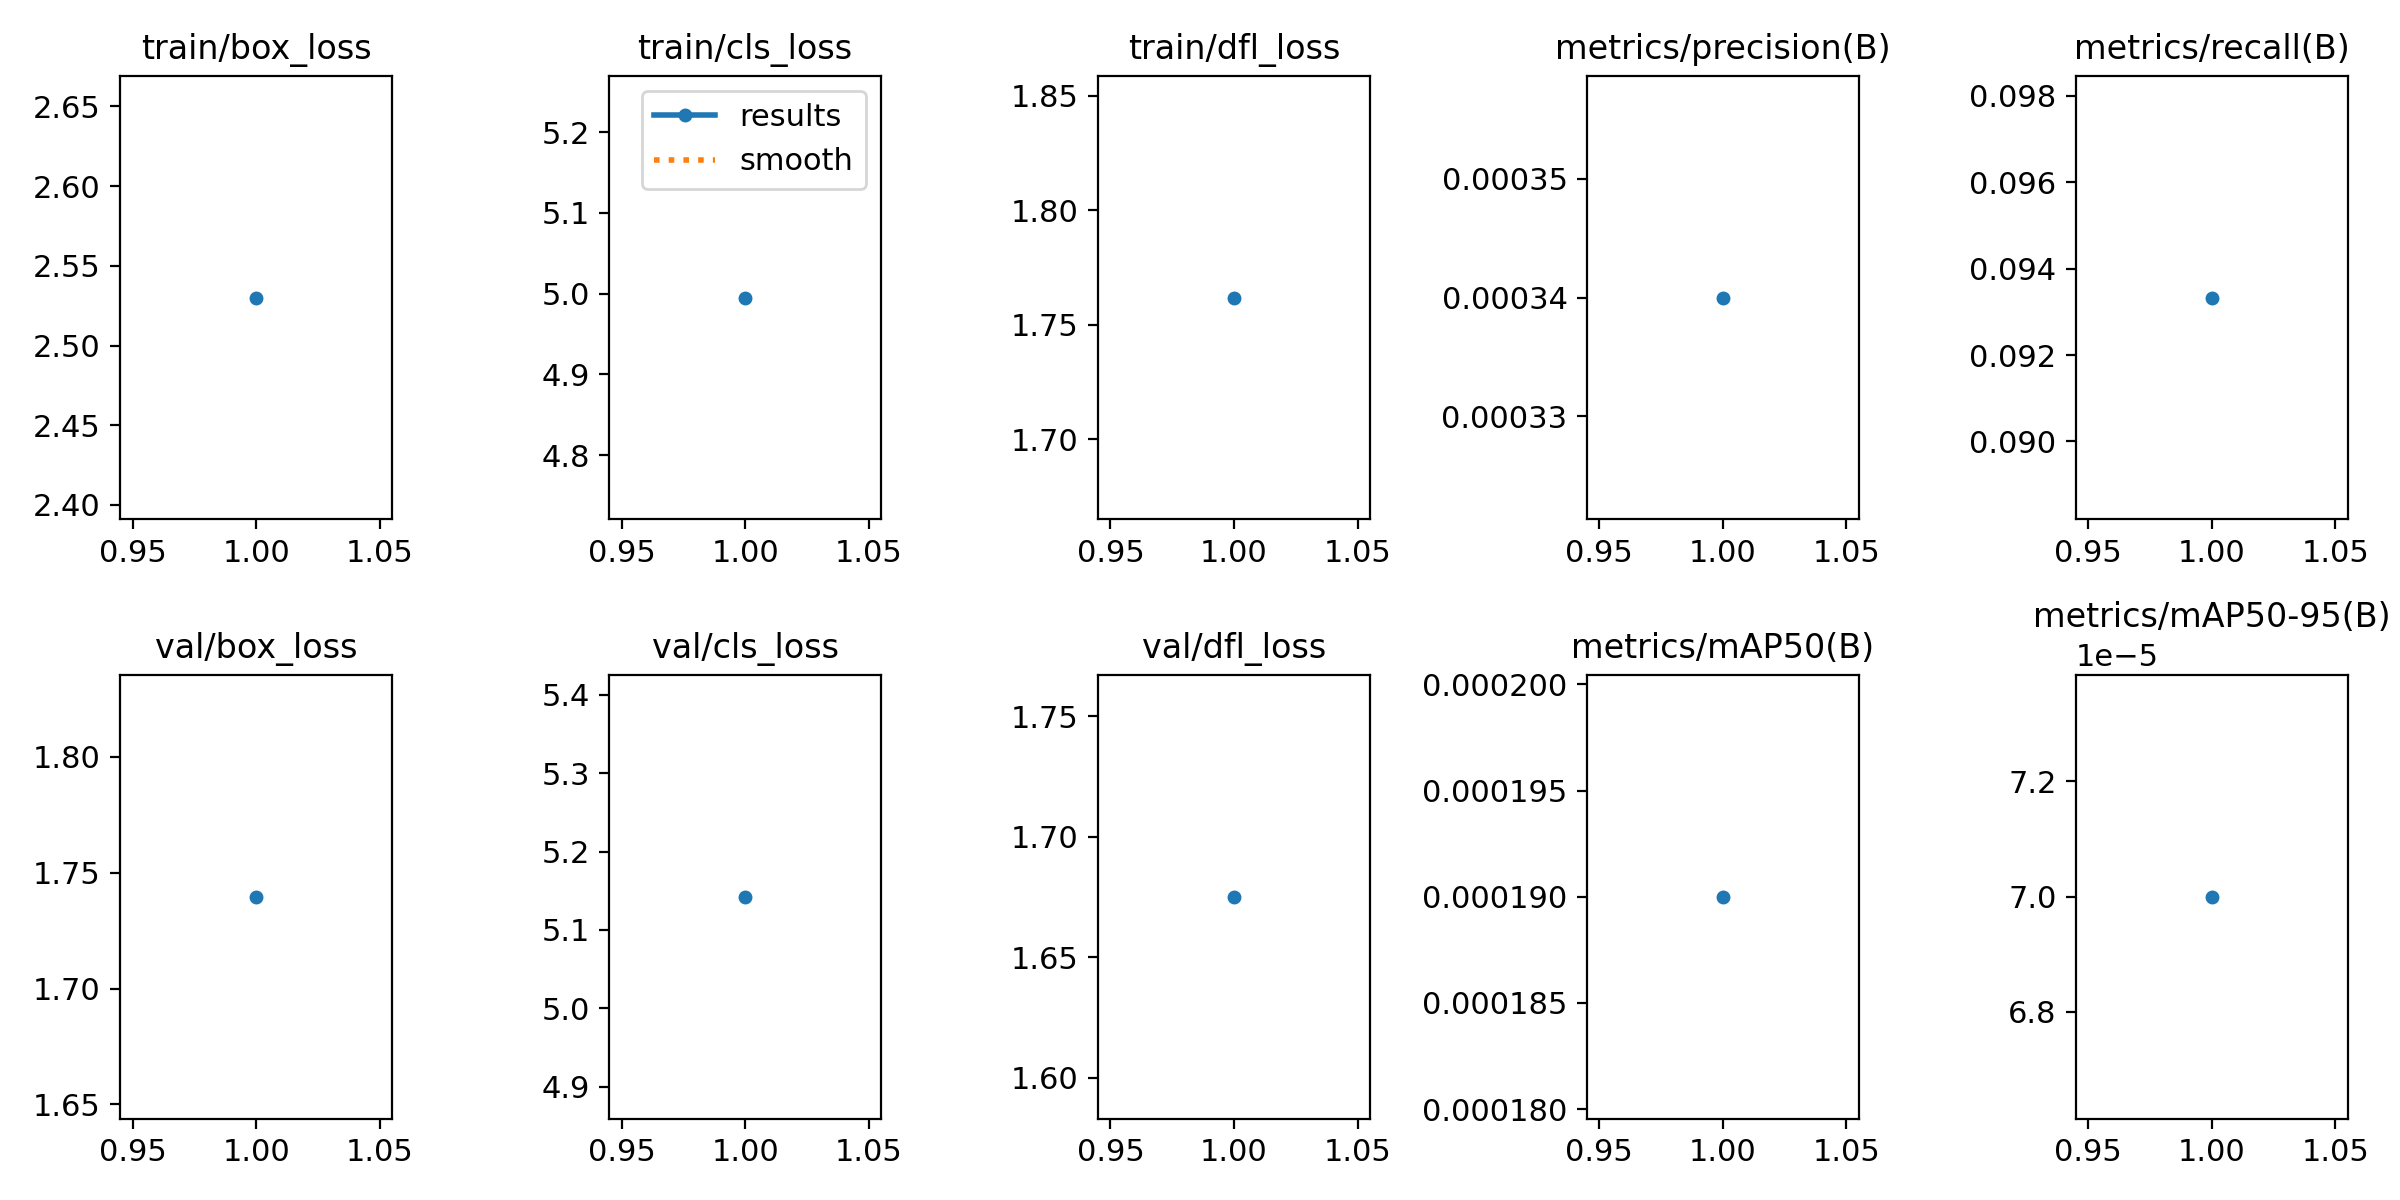 train/box_loss
2.65
2.60
2.55
2.50
2.45
2.40
0.95 1.00 1.05
train/cls_loss
results
smooth
5.2
5.1
5.0
4.9
4.8
0.95 1.00 1.05
train/dfl_loss
1.85
1.80
1.75
1.70
0.95 1.00 1.05
metrics/precision(B)
0.00035
0.00034
0.00033
0.95 1.00 1.05
metrics/recall(B)
0.098
0.096
0.094
0.092
0.090
0.95 1.00 1.05
val/box_loss
1.80
1.75
1.70
1.65
0.95 1.00 1.05
val/cls_loss
5.4
5.3
5.2
5.1
5.0
4.9
0.95 1.00 1.05
val/dfl_loss
1.75
1.70
1.65
1.60
0.95 1.00 1.05
metrics/mAP50(B)
0.000200
0.000195
0.000190
0.000185
0.000180
0.95 1.00 1.05
metrics/mAP50-95(B)
1e−5
7.2
7.0
6.8
0.95 1.00 1.05